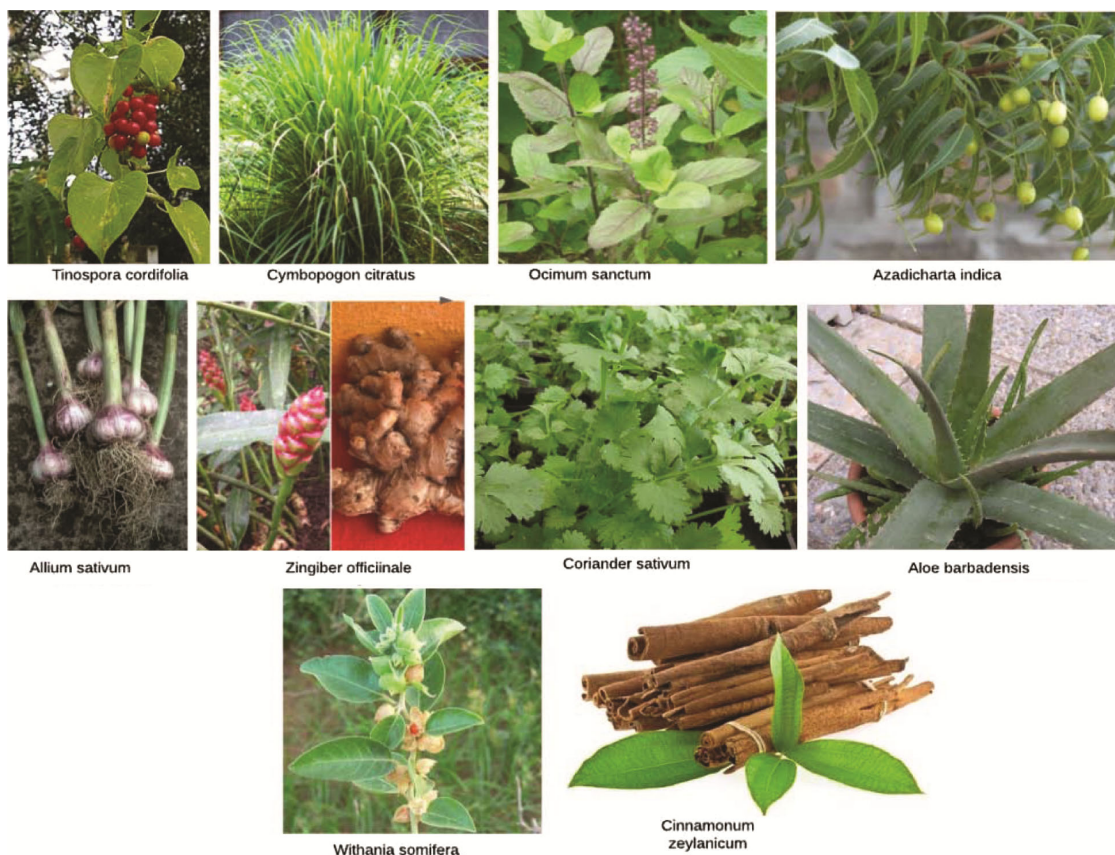 Tinospora cordifolia
Cymbopogon citratus
Ocimum sanctum
Azadicharta indica
Allium sativum
Zingiber officiinale
Coriander sativum
Aloe barbadensis
Withania somifera
Cinnamonum
zeylanicum